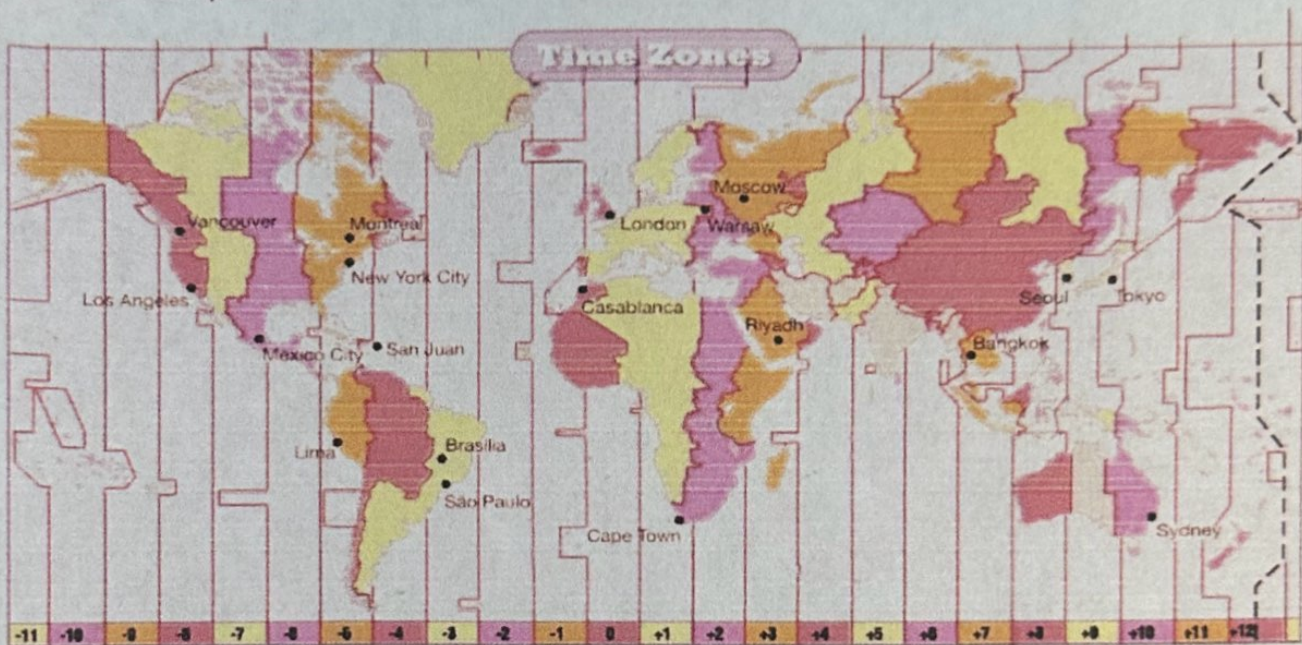 Time Zones
Moscow
Vancouver
Montreal
London
Warsaw
New York City
Los Angeles
Casablanca
Seoul
Tokyo
Riyadh
Mexico City
San Juan
Bangkok
Lima
Brasília
São Paulo
Cape Town
Sydney
-11 -10 -9 -8 -7 -6 -5 -4 -3 -2 -1 0 +1 +2 +3 +4 +5 +6 +7 +8 +9 +10 +11 +12